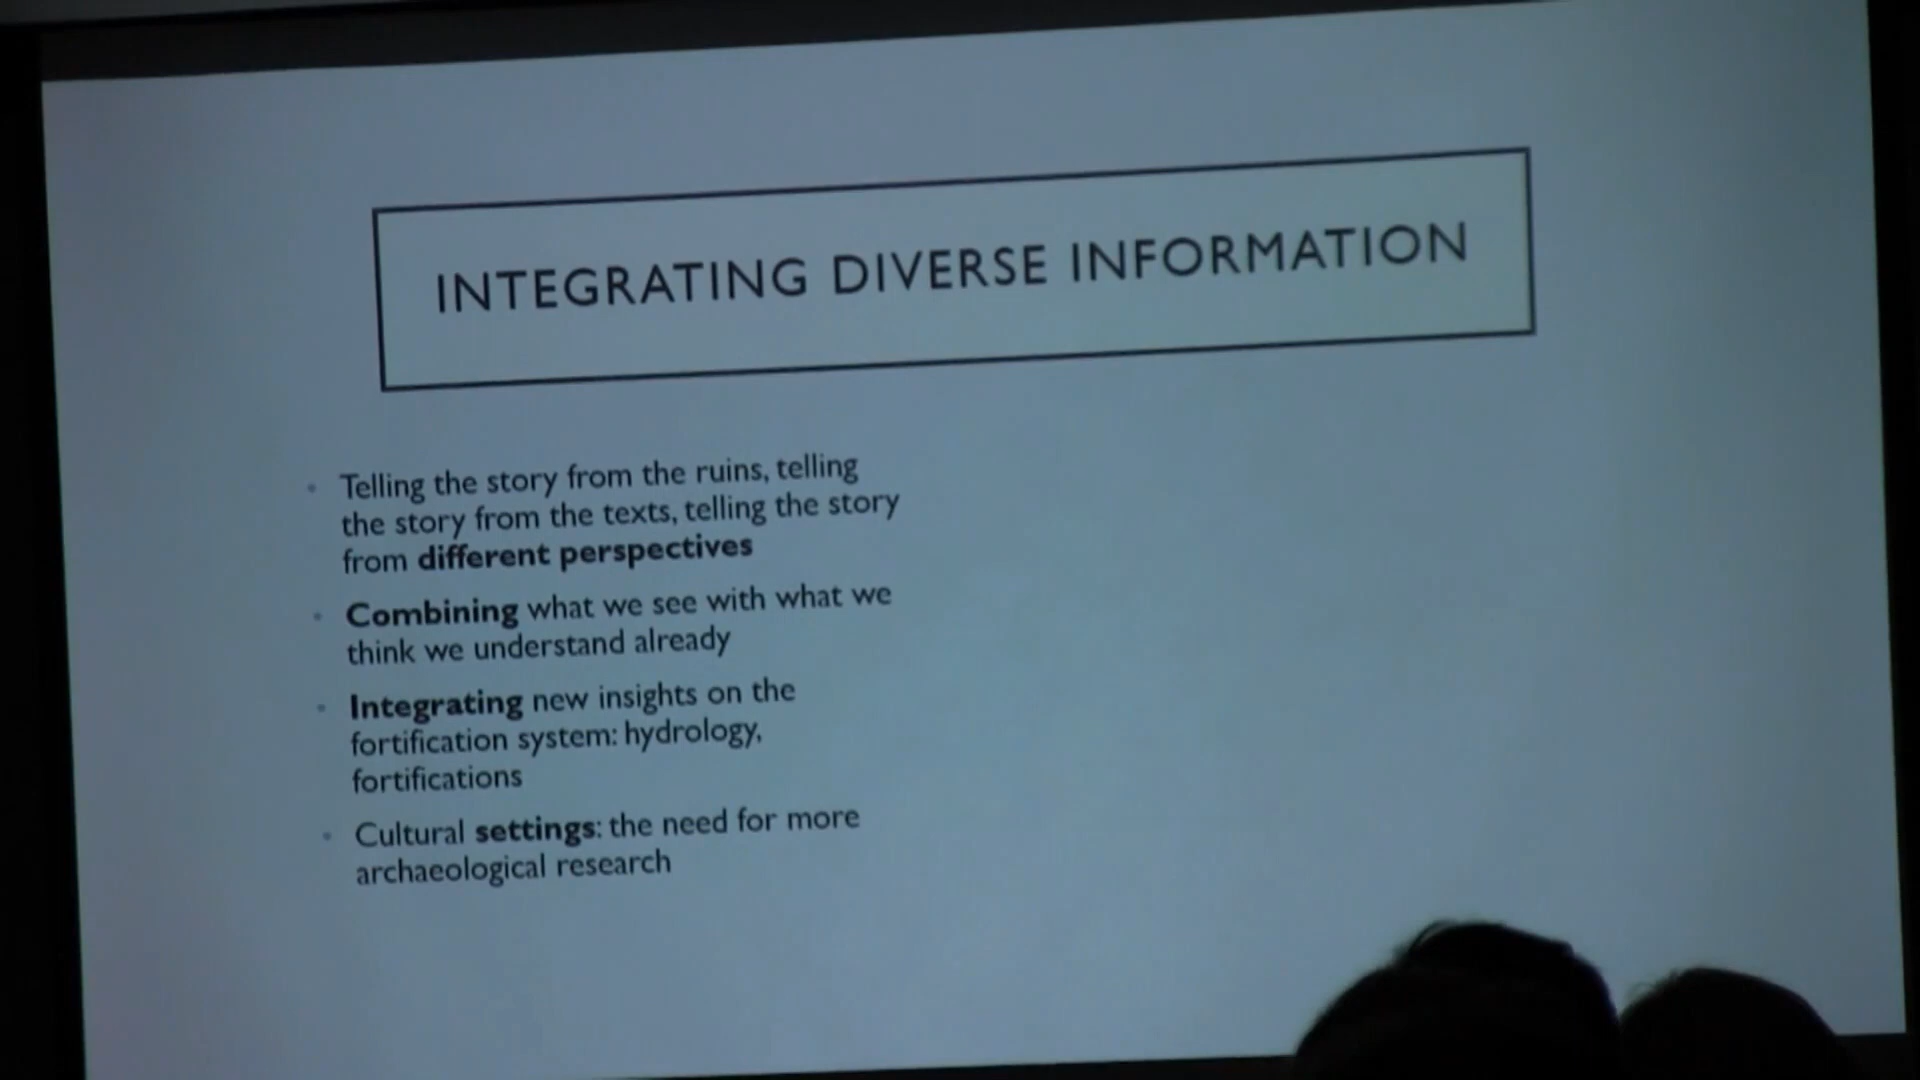 INTEGRATING DIVERSE INFORMATION
• Telling the story from the ruins, telling
the story from the texts, telling the story
from different perspectives
• Combining what we see with what we
think we understand already
• Integrating new insights on the
fortification system: hydrology,
fortifications
• Cultural settings: the need for more
archaeological research